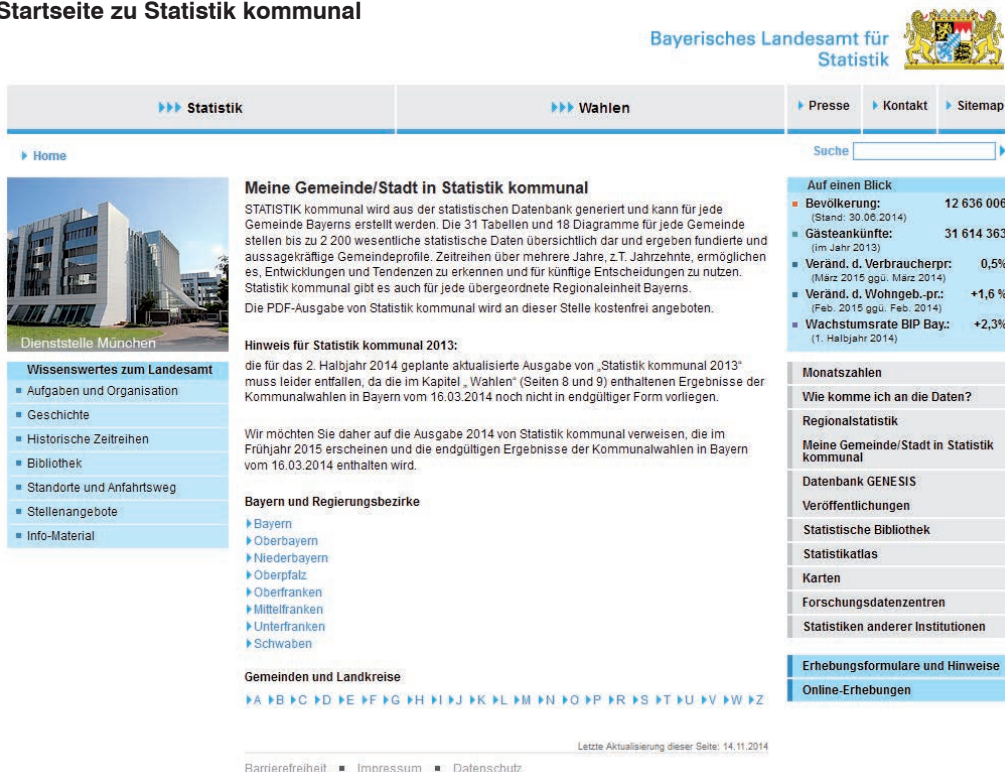 Startseite zu Statistik kommunal
Bayerisches Landesamt für
Statistik
Statistik
Wahlen
Presse
Kontakt
Sitemap
Home
Suche
Dienststelle München
Wissenswertes zum Landesamt
Aufgaben und Organisation
Geschichte
Historische Zeitreihen
Bibliothek
Standorte und Anfahrtsweg
Stellenangebote
Info-Material
Meine Gemeinde/Stadt in Statistik kommunal
STATISTIK kommunal wird aus der statistischen Datenbank generiert und kann für jede
Gemeinde Bayerns erstellt werden. Die 31 Tabellen und 18 Diagramme für jede Gemeinde
stellen bis zu 2 200 wesentliche statistische Daten übersichtlich dar und ergeben fundierte und
aussagekräftige Gemeindeprofile. Zeitreihen über mehrere Jahre, z.T. Jahrzehnte, ermöglichen
es, Entwicklungen und Tendenzen zu erkennen und für künftige Entscheidungen zu nutzen.
Statistik kommunal gibt es auch für jede übergeordnete Regionaleinheit Bayerns.
Die PDF-Ausgabe von Statistik kommunal wird an dieser Stelle kostenfrei angeboten.
Hinweis für Statistik kommunal 2013:
die für das 2. Halbjahr 2014 geplante aktualisierte Ausgabe von „Statistik kommunal 2013"
muss leider entfallen, da die im Kapitel „ Wahlen" (Seiten 8 und 9) enthaltenen Ergebnisse der
Kommunalwahlen in Bayern vom 16.03.2014 noch nicht in endgültiger Form vorliegen.
Wir möchten Sie daher auf die Ausgabe 2014 von Statistik kommunal verweisen, die im
Frühjahr 2015 erscheinen und die endgültigen Ergebnisse der Kommunalwahlen in Bayern
vom 16.03.2014 enthalten wird.
Bayern und Regierungsbezirke
Bayern
Oberbayern
Niederbayern
Oberpfalz
Oberfranken
Mittelfranken
Unterfranken
Schwaben
Gemeinden und Landkreise
A B C D E F G H I J K L M N O P R S T U V W Z
Letzte Aktualisierung dieser Seite: 14.11.2014
Barrierefreiheit Impressum Datenschutz
Auf einen Blick
Bevölkerung: 12 636 006
(Stand: 30.06.2014)
Gästeankünfte: 31 614 363
(im Jahr 2013)
Veränd. d. Verbraucherpr: 0,5%
(März 2015 ggü. März 2014)
Veränd. d. Wohngeb.-pr.: +1,6 %
(Feb. 2015 ggü. Feb. 2014)
Wachstumsrate BIP Bay.: +2,3%
(1. Halbjahr 2014)
Monatszahlen
Wie komme ich an die Daten?
Regionalstatistik
Meine Gemeinde/Stadt in Statistik
kommunal
Datenbank GENESIS
Veröffentlichungen
Statistische Bibliothek
Statistikatlas
Karten
Forschungsdatenzentren
Statistiken anderer Institutionen
Erhebungsformulare und Hinweise
Online-Erhebungen